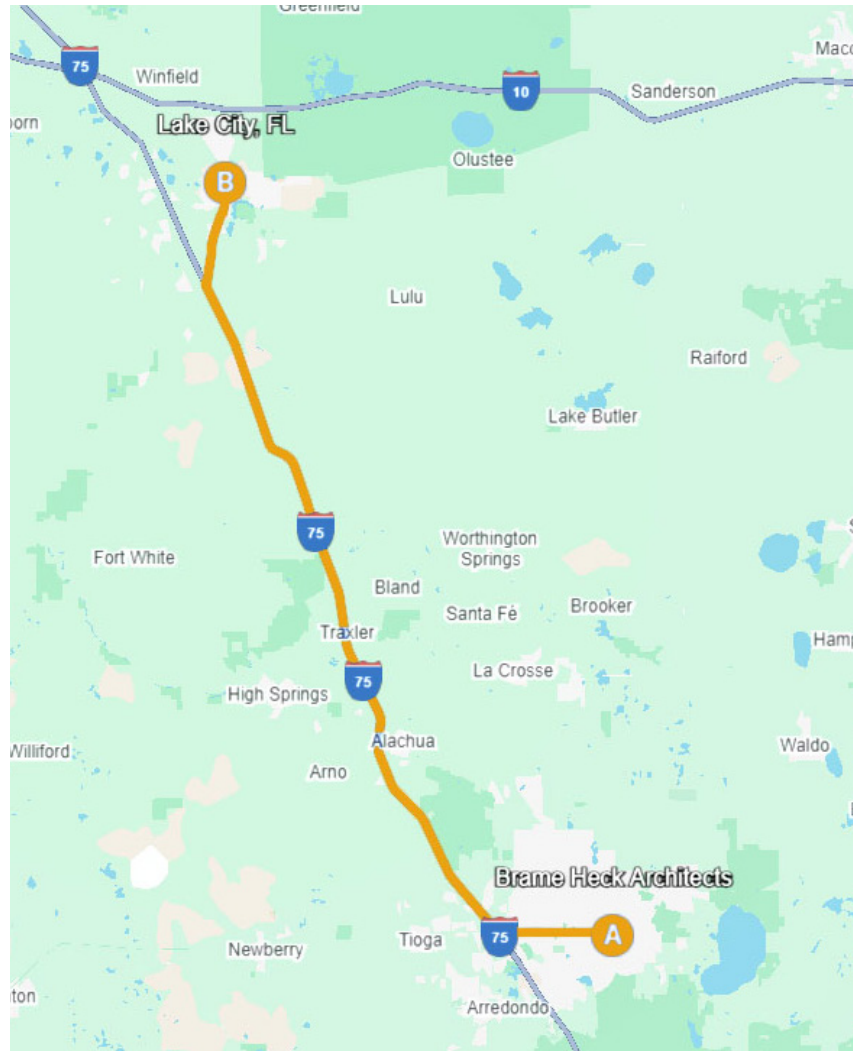 Greenfield
75
Winfield
Macc
Sanderson
10
orn
Lake City, FL
Olustee
B
Lulu
Raiford
Lake Butler
75
Worthington
Springs
Fort White
Bland
Santa Fé
Brooker
Traxler
Hamp
La Crosse
75
High Springs
Alachua
Waldo
Williford
Arno
Brame Heck Architects
A
75
Tioga
Newberry
ton
Arredondo